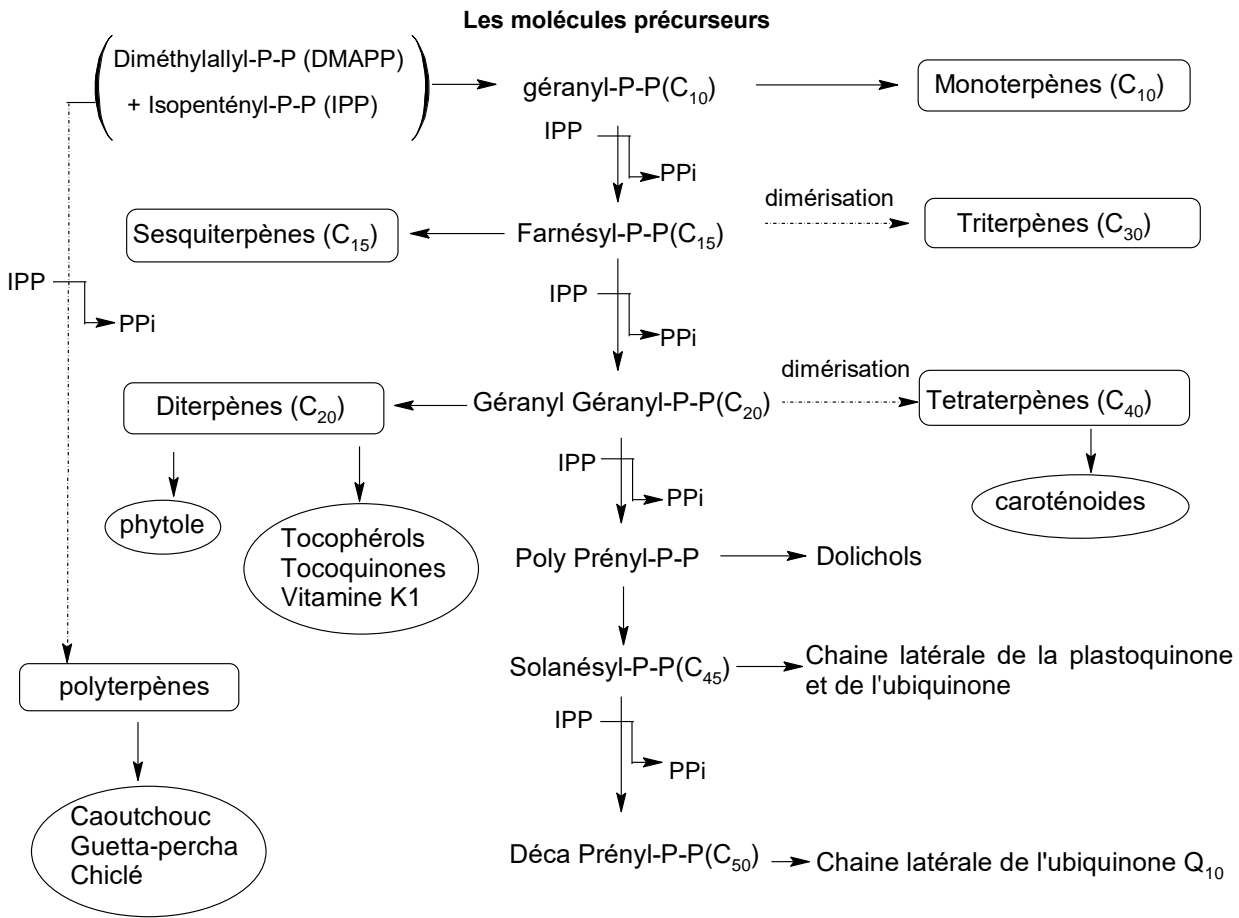 Les molécules précurseurs
Diméthylallyl-P-P (DMAPP)
+ Isopentényl-P-P (IPP)
géranyl-P-P(C10)
Monoterpènes (C10)
IPP
PPi
dimérisation
Sesquiterpènes (C15)
Farnésyl-P-P(C15)
Triterpènes (C30)
IPP
PPi
IPP
PPi
dimérisation
Diterpènes (C20)
Géranyl Géranyl-P-P(C20)
Tetraterpènes (C40)
IPP
PPi
phytole
caroténoides
Tocophérols
Tocoquinones
Vitamine K1
Poly Prényl-P-P
Dolichols
Solanésyl-P-P(C45)
Chaine latérale de la plastoquinone
et de l'ubiquinone
polyterpènes
IPP
PPi
Caoutchouc
Guetta-percha
Chiclé
Déca Prényl-P-P(C50)
Chaine latérale de l'ubiquinone Q10